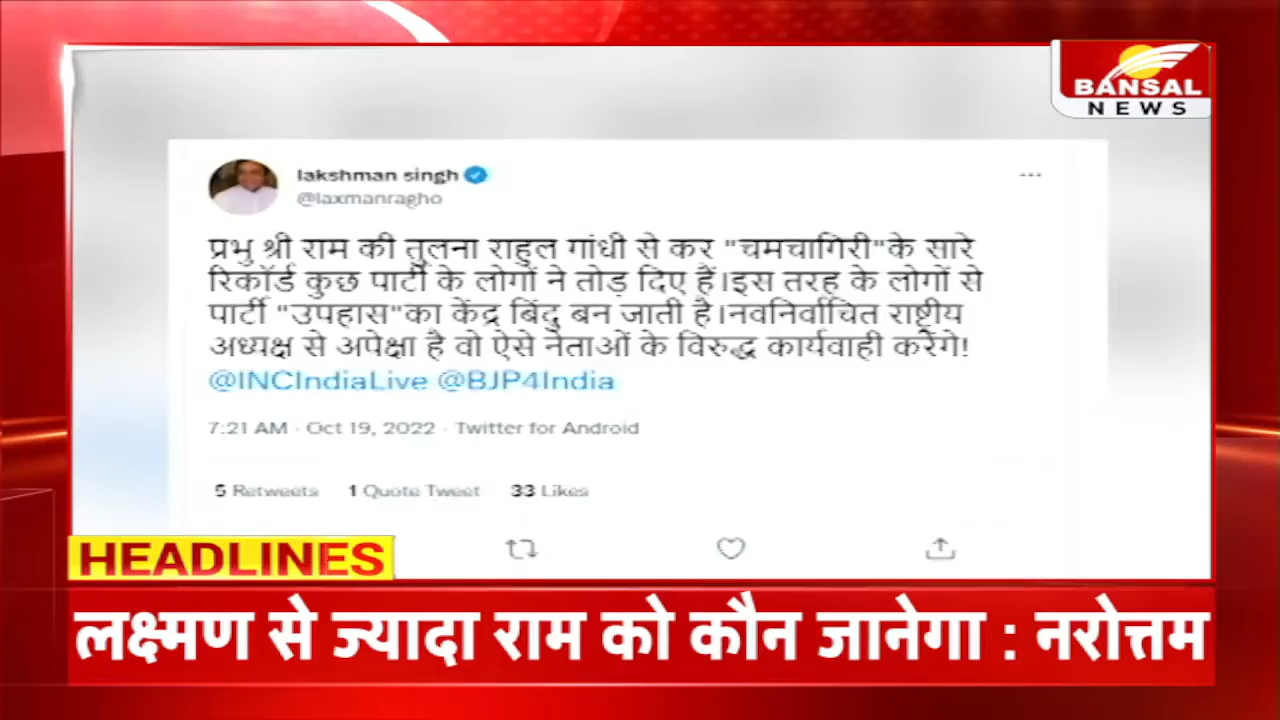 BANSAL
NEWS
lakshman singh
@laxmanragho
प्रभु श्री राम की तुलना राहुल गांधी से कर "चमचागिरी"के सारे
रिकॉर्ड कुछ पार्टी के लोगों ने तोड़ दिए हैं।इस तरह के लोगों से
पार्टी "उपहास"का केंद्र बिंदु बन जाती है।नवनिर्वाचित राष्ट्रीय
अध्यक्ष से अपेक्षा है वो ऐसे नेताओं के विरुद्ध कार्यवाही करेंगे!
@INCIndiaLive @BJP4India
7:21 AM · Oct 19, 2022 · Twitter for Android
5 Retweets 1 Quote Tweet 33 Likes
HEADLINES
लक्ष्मण से ज्यादा राम को कौन जानेगा : नरोत्तम